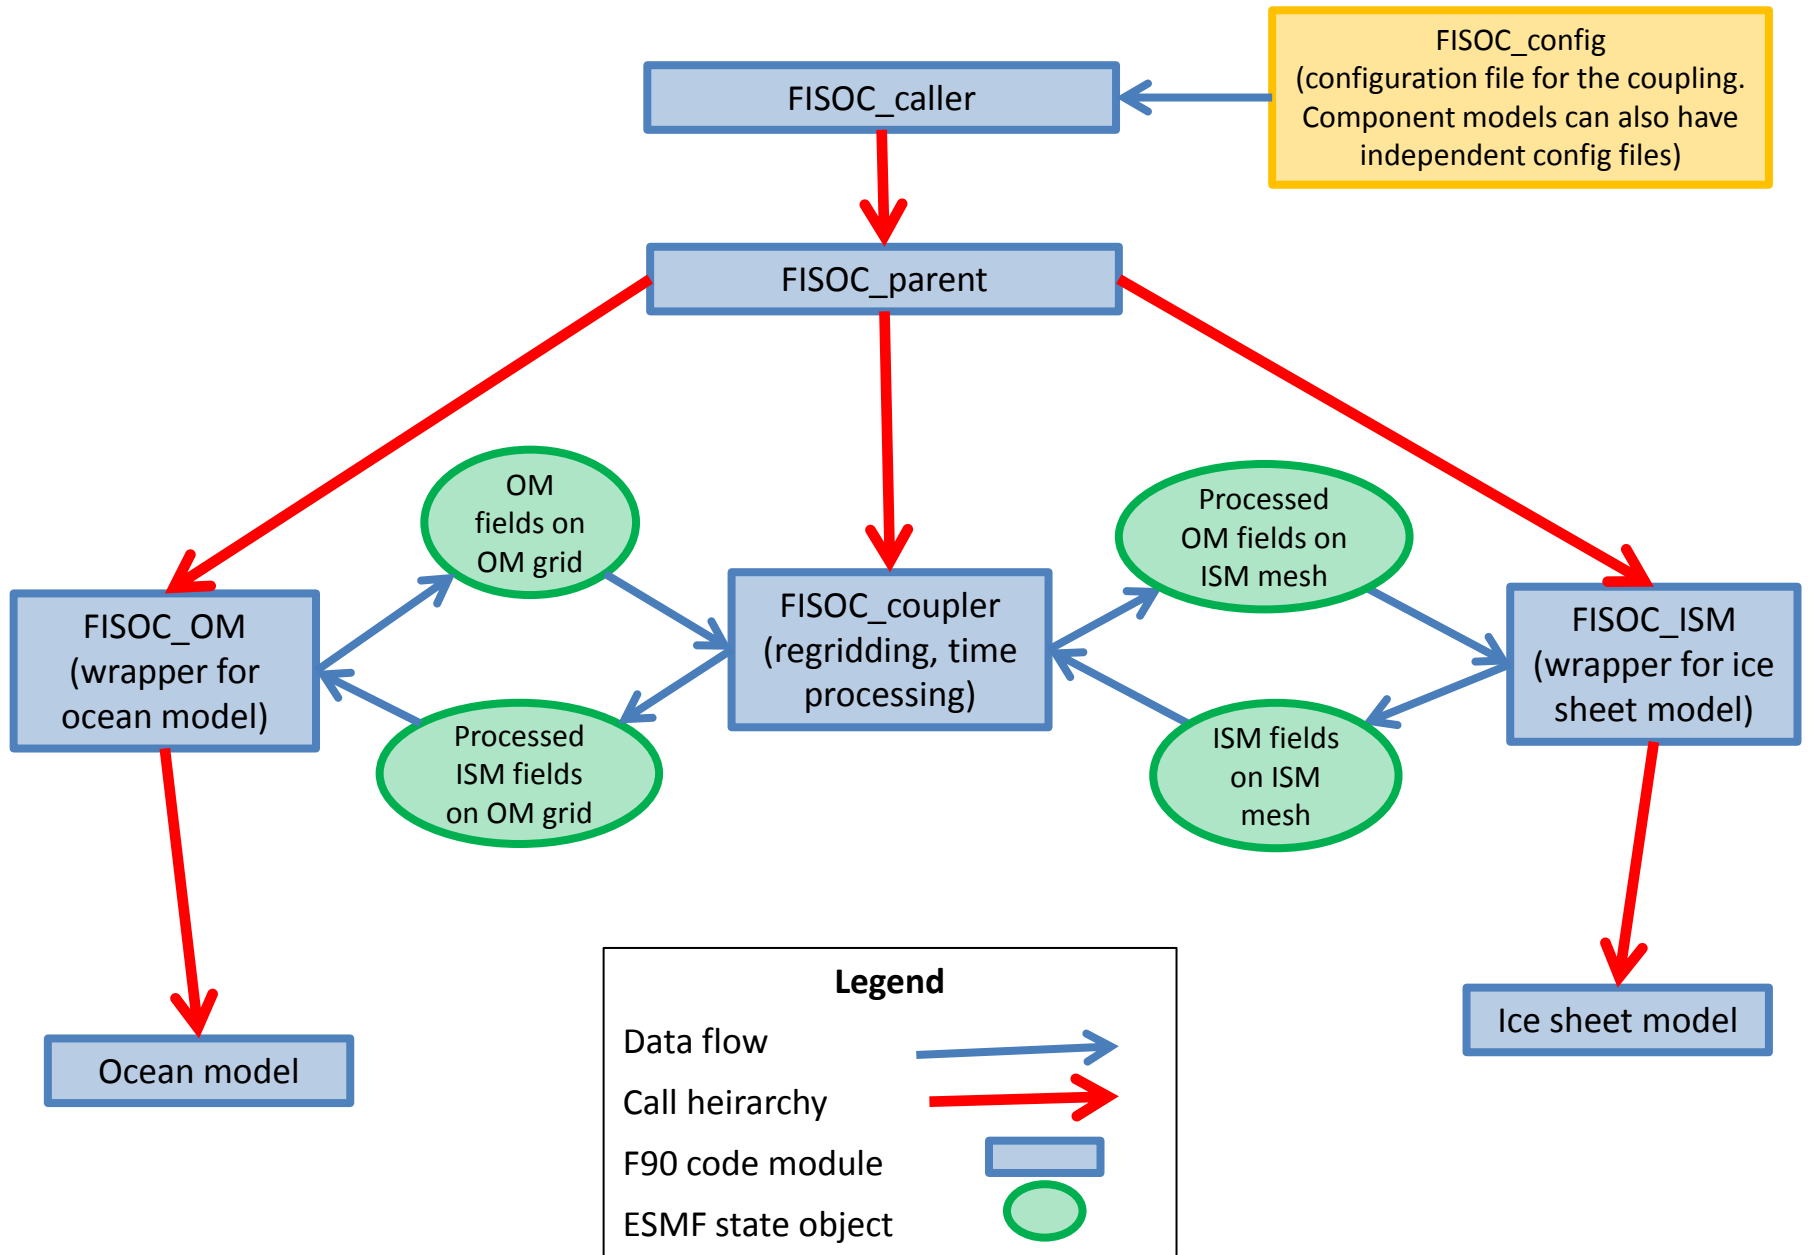 FISOC_config
(configuration file for the coupling.
Component models can also have
independent config files)
FISOC_caller
FISOC_parent
OM
fields on
OM grid
Processed
OM fields on
ISM mesh
FISOC_OM
(wrapper for
ocean model)
FISOC_coupler
(regridding, time
processing)
FISOC_ISM
(wrapper for ice
sheet model)
Processed
ISM fields
on OM grid
ISM fields
on ISM
mesh
Ocean model
Ice sheet model
Legend
Data flow
Call heirarchy
F90 code module
ESMF state object